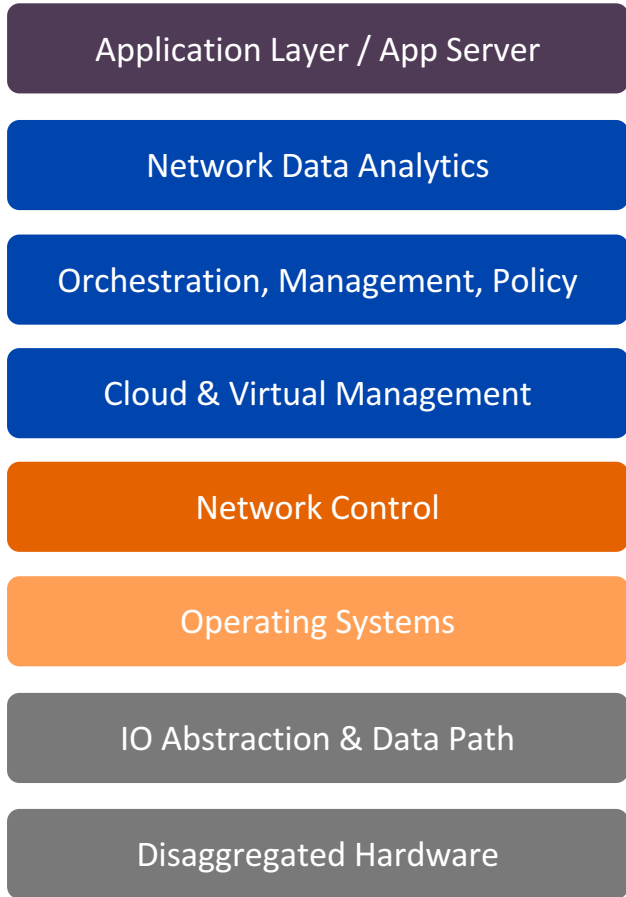 Application Layer / App Server
Network Data Analytics
Orchestration, Management, Policy
Cloud & Virtual Management
Network Control
Operating Systems
IO Abstraction & Data Path
Disaggregated Hardware